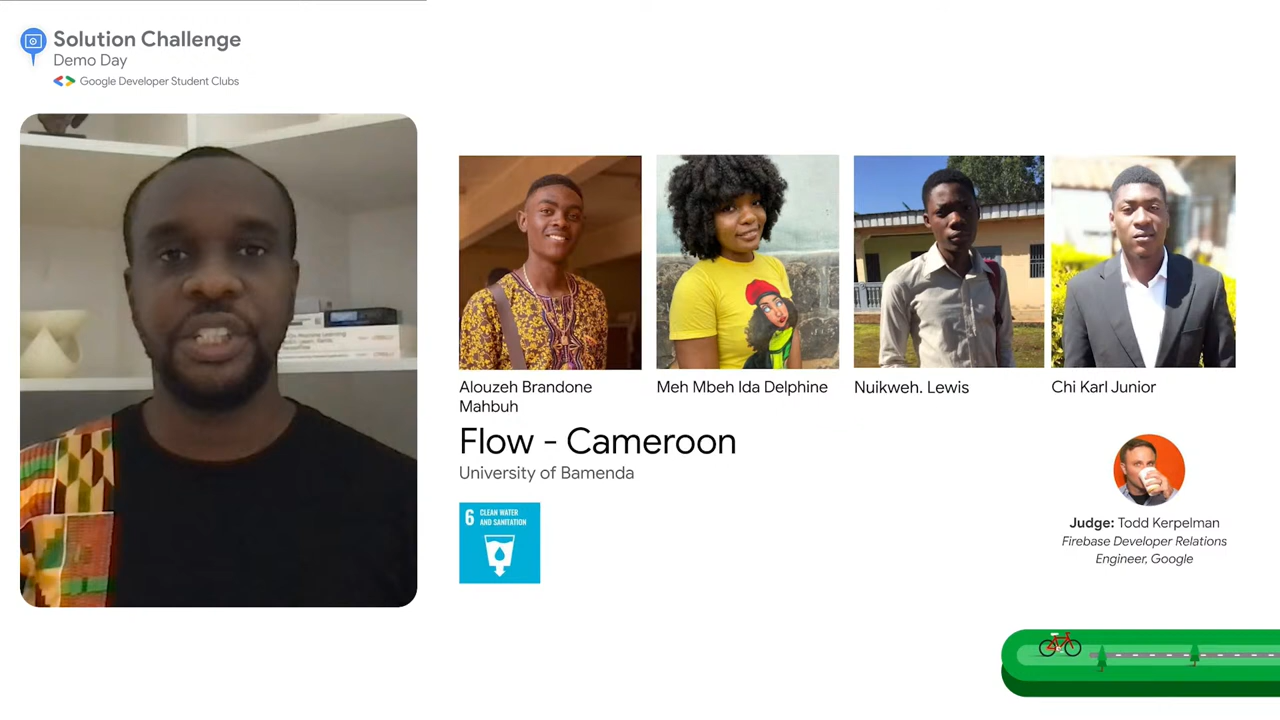 Solution Challenge
Demo Day
Google Developer Student Clubs
Alouzeh Brandone
Mahbuh
Meh Mbeh Ida Delphine
Nuikweh. Lewis
Chi Karl Junior
Flow - Cameroon
University of Bamenda
6 CLEAN WATER
AND SANITATION
Judge: Todd Kerpelman
Firebase Developer Relations
Engineer, Google